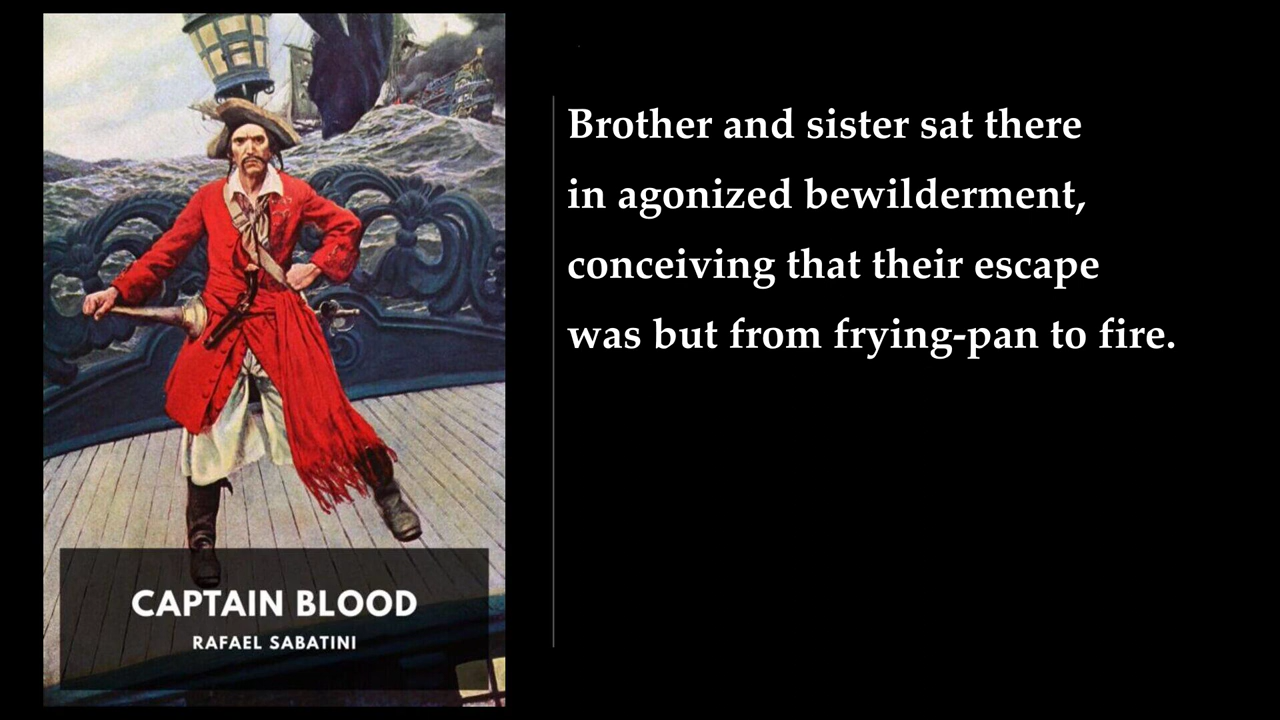 Brother and sister sat there
in agonized bewilderment,
conceiving that their escape
was but from frying-pan to fire.
CAPTAIN BLOOD
RAFAEL SABATINI